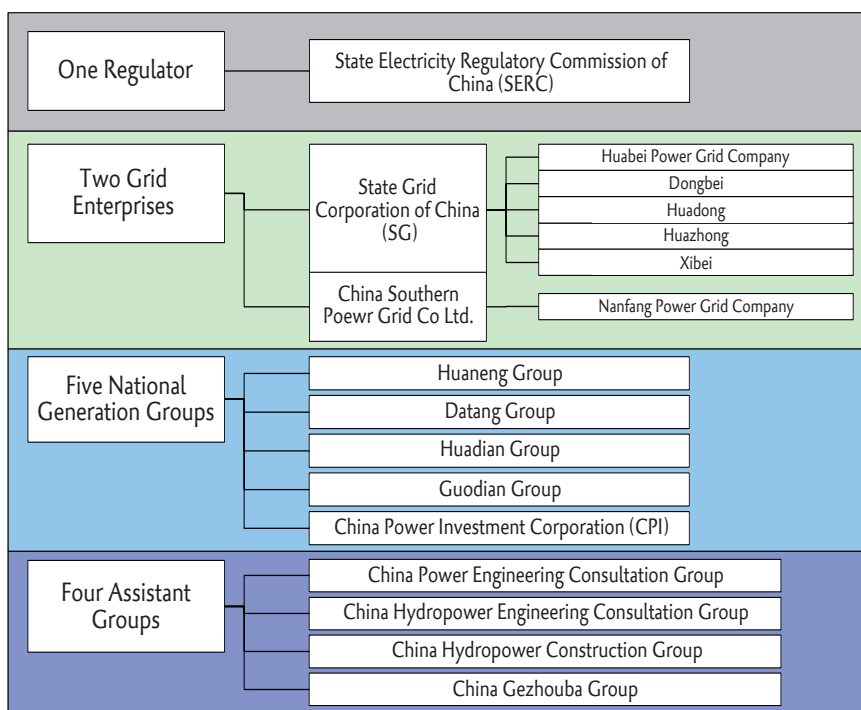 One Regulator
State Electricity Regulatory Commission of
China (SERC)
Two Grid
Enterprises
State Grid
Corporation of China
(SG)
Huabei Power Grid Company
Dongbei
Huadong
Huazhong
Xibei
China Southern
Poewr Grid Co Ltd.
Nanfang Power Grid Company
Five National
Generation Groups
Huaneng Group
Datang Group
Huadian Group
Guodian Group
China Power Investment Corporation (CPI)
Four Assistant
Groups
China Power Engineering Consultation Group
China Hydropower Engineering Consultation Group
China Hydropower Construction Group
China Gezhouba Group